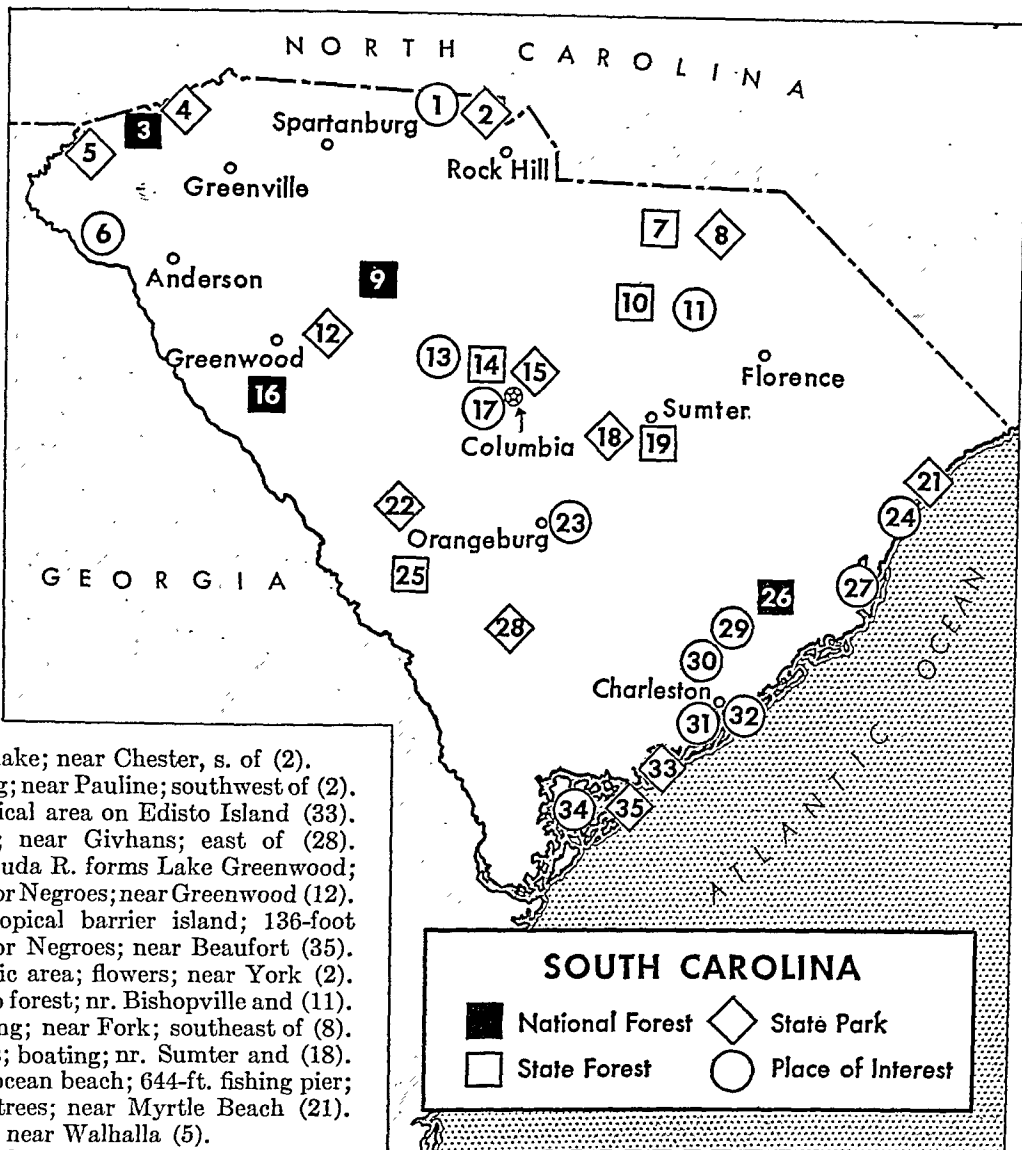 NORTH CAROLINA
1
2
3
4
Spartanburg
5
Rock Hill
Greenville
6
7
8
Anderson
9
10
11
12
Greenwood
13
14
15
Florence
16
17
Columbia
18
Sumter
19
21
22
23
24
Orangeburg
GEORGIA
25
26
27
28
29
30
Charleston
31
32
33
34
35
ATLANTIC OCEAN
ake; near Chester, s. of (2).
g; near Pauline; southwest of (2).
ical area on Edisto Island (33).
; near Givhans; east of (28).
uda R. forms Lake Greenwood;
or Negroes; near Greenwood (12).
opical barrier island; 136-foot
or Negroes; near Beaufort (35).
ic area; flowers; near York (2).
o forest; nr. Bishopville and (11).
ng; near Fork; southeast of (8).
s; boating; nr. Sumter and (18).
ocean beach; 644-ft. fishing pier;
trees; near Myrtle Beach (21).
near Walhalla (5).
SOUTH CAROLINA
National Forest
State Park
State Forest
Place of Interest